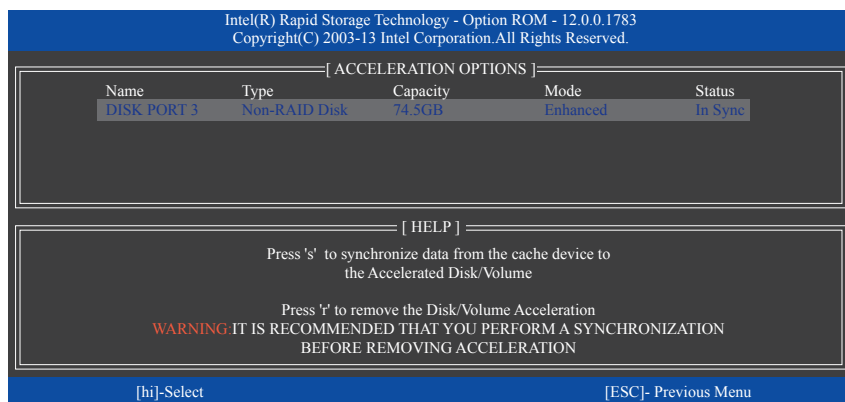 Intel(R) Rapid Storage Technology - Option ROM - 12.0.0.1783
Copyright(C) 2003-13 Intel Corporation.All Rights Reserved.
[ ACCELERATION OPTIONS ]
Name Type Capacity Mode Status
DISK PORT 3 Non-RAID Disk 74.5GB Enhanced In Sync
[ HELP ]
Press 's' to synchronize data from the cache device to
the Accelerated Disk/Volume
Press 'r' to remove the Disk/Volume Acceleration
WARNING:IT IS RECOMMENDED THAT YOU PERFORM A SYNCHRONIZATION
BEFORE REMOVING ACCELERATION
[hi]-Select [ESC]- Previous Menu